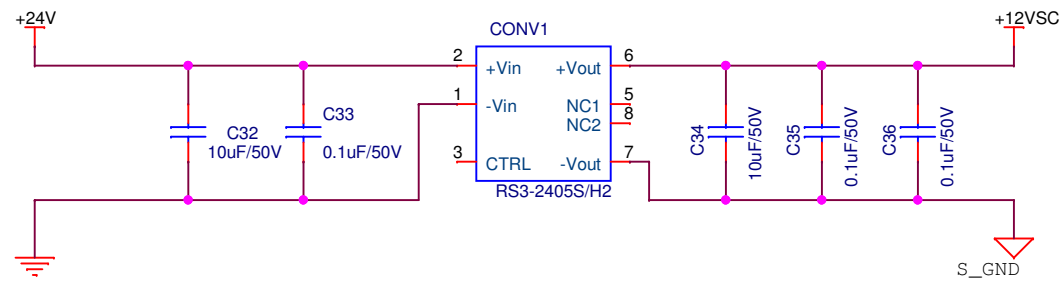 +24V
CONV1
+12VSC
2
+Vin
+Vout
6
1
-Vin
NC1
5
NC2
8
C32
10uF/50V
C33
0.1uF/50V
3
CTRL
-Vout
7
RS3-2405S/H2
C34
10uF/50V
C35
0.1uF/50V
C36
0.1uF/50V
S_GND